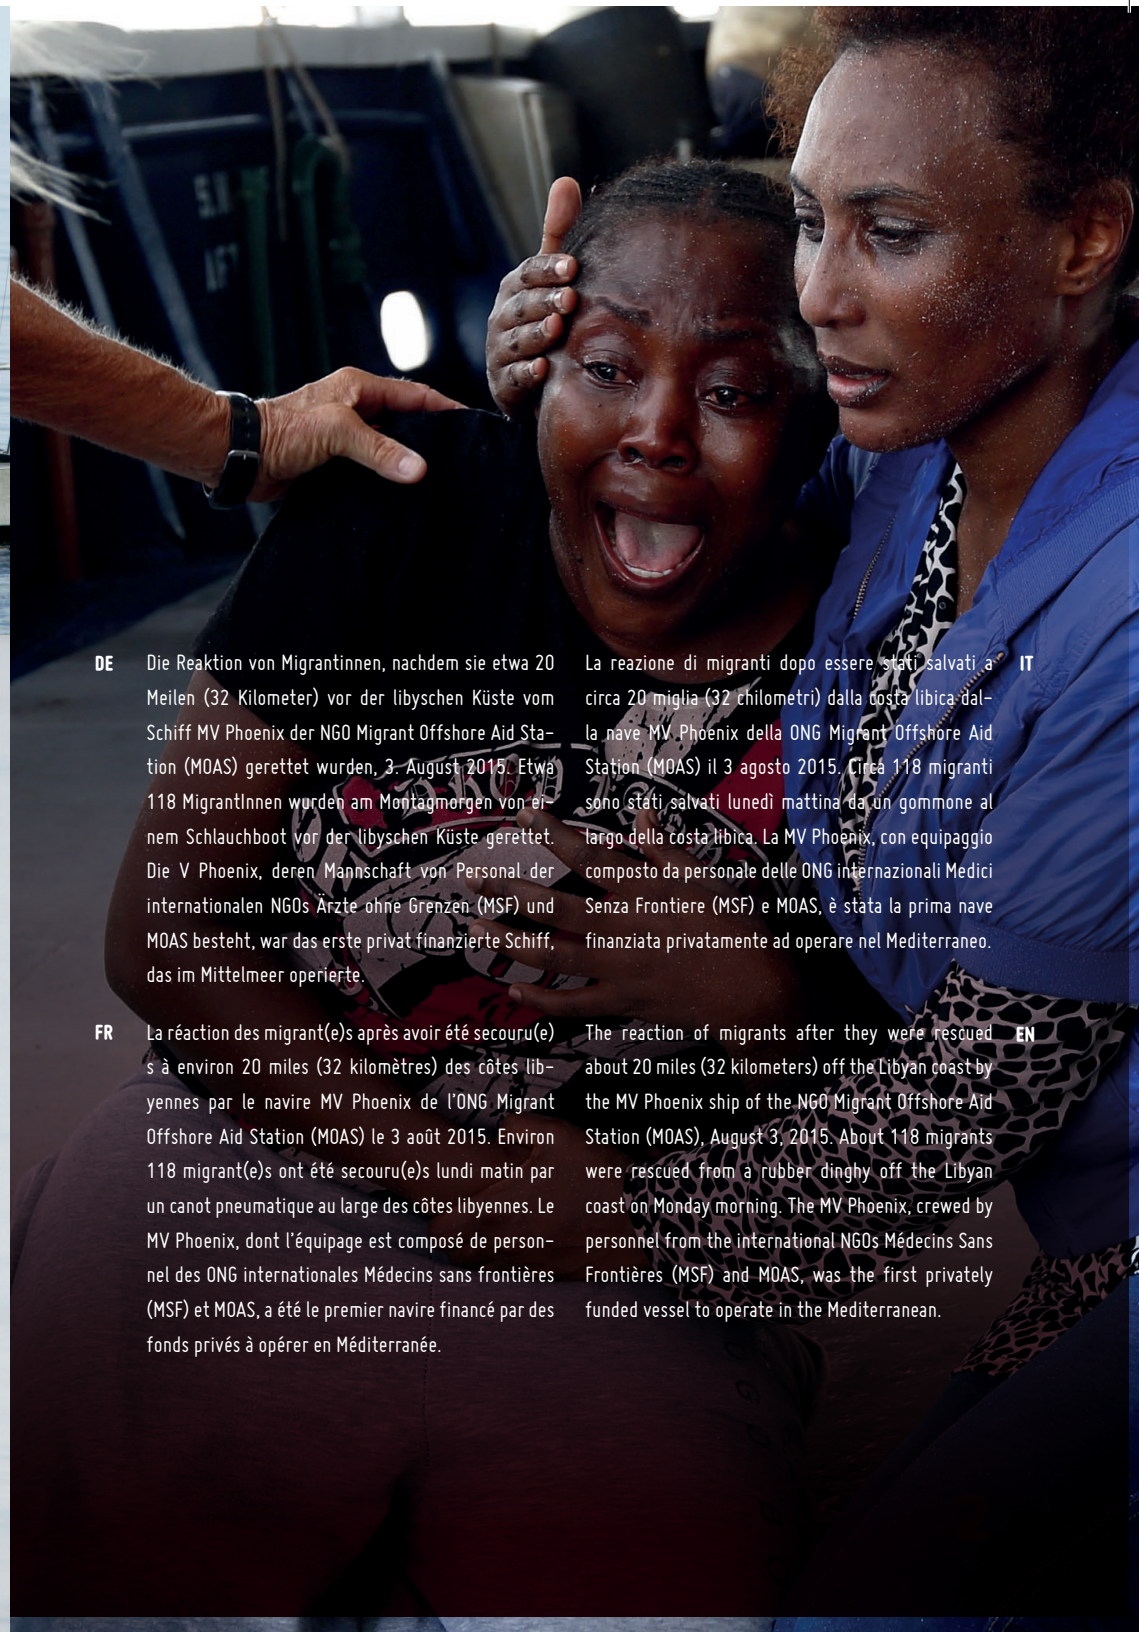 DE
Die Reaktion von Migrantinnen, nachdem sie etwa 20
Meilen (32 Kilometer) vor der libyschen Küste vom
Schiff MV Phoenix der NGO Migrant Offshore Aid Sta-
tion (MOAS) gerettet wurden, 3. August 2015. Etwa
118 MigrantInnen wurden am Montagmorgen von ei-
nem Schlauchboot vor der libyschen Küste gerettet.
Die V Phoenix, deren Mannschaft von Personal der
internationalen NGOs Ärzte ohne Grenzen (MSF) und
MOAS besteht, war das erste privat finanzierte Schiff,
das im Mittelmeer operierte.
IT
La reazione di migranti dopo essere stati salvati a
circa 20 miglia (32 chilometri) dalla costa libica dal-
la nave MV Phoenix della ONG Migrant Offshore Aid
Station (MOAS) il 3 agosto 2015. Circa 118 migranti
sono stati salvati lunedì mattina da un gommone al
largo della costa libica. La MV Phoenix, con equipaggio
composto da personale delle ONG internazionali Medici
Senza Frontiere (MSF) e MOAS, è stata la prima nave
finanziata privatamente ad operare nel Mediterraneo.
FR
La réaction des migrant(e)s après avoir été secouru(e)
s à environ 20 miles (32 kilomètres) des côtes lib-
yennes par le navire MV Phoenix de l'ONG Migrant
Offshore Aid Station (MOAS) le 3 août 2015. Environ
118 migrant(e)s ont été secouru(e)s lundi matin par
un canot pneumatique au large des côtes libyennes. Le
MV Phoenix, dont l'équipage est composé de person-
nel des ONG internationales Médecins sans frontières
(MSF) et MOAS, a été le premier navire financé par des
fonds privés à opérer en Méditerranée.
EN
The reaction of migrants after they were rescued
about 20 miles (32 kilometers) off the Libyan coast by
the MV Phoenix ship of the NGO Migrant Offshore Aid
Station (MOAS), August 3, 2015. About 118 migrants
were rescued from a rubber dinghy off the Libyan
coast on Monday morning. The MV Phoenix, crewed by
personnel from the international NGOs Médecins Sans
Frontières (MSF) and MOAS, was the first privately
funded vessel to operate in the Mediterranean.